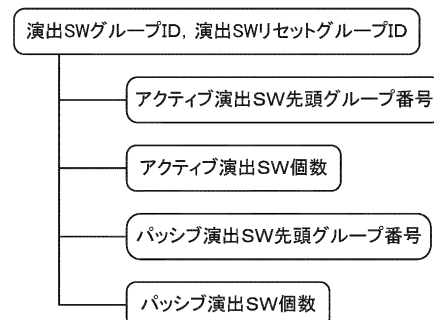 演出SWグループID，演出SWリセットグループID
アクティブ演出ＳＷ先頭グループ番号
アクティブ演出ＳＷ個数
パッシブ演出ＳＷ先頭グループ番号
パッシブ演出ＳＷ個数